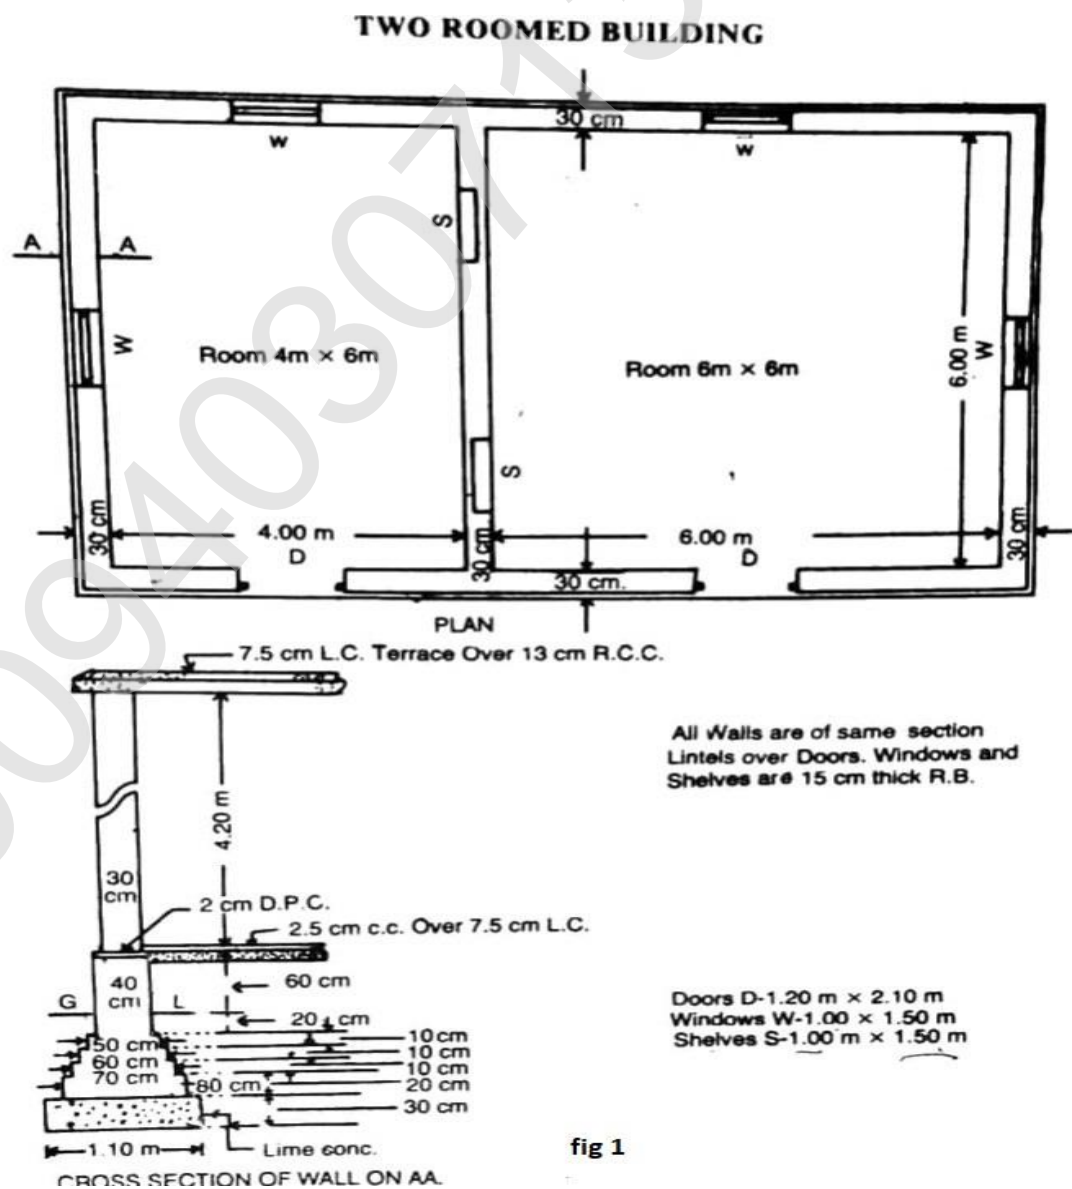 TWO ROOMED BUILDING
30 cm
W
W
S
A
A
W
Room 4m × 6m
Room 6m × 6m
6.00 m
W
S
30 cm
4.00 m
D
30 cm
6.00 m
D
30 cm
30 cm.
PLAN
7.5 cm L.C. Terrace Over 13 cm R.C.C.
4.20 m
All Walls are of same section
Lintels over Doors. Windows and
Shelves are 15 cm thick R.B.
30
cm
2 cm D.P.C.
2.5 cm c.c. Over 7.5 cm L.C.
40
cm
60 cm
G
L
20 cm
Doors D-1.20 m × 2.10 m
Windows W-1.00 × 1.50 m
Shelves S-1.00 m × 1.50 m
50 cm
10 cm
60 cm
10 cm
70 cm
10 cm
80 cm
20 cm
30 cm
1.10 m
Lime conc.
fig 1
CROSS SECTION OF WALL ON AA.